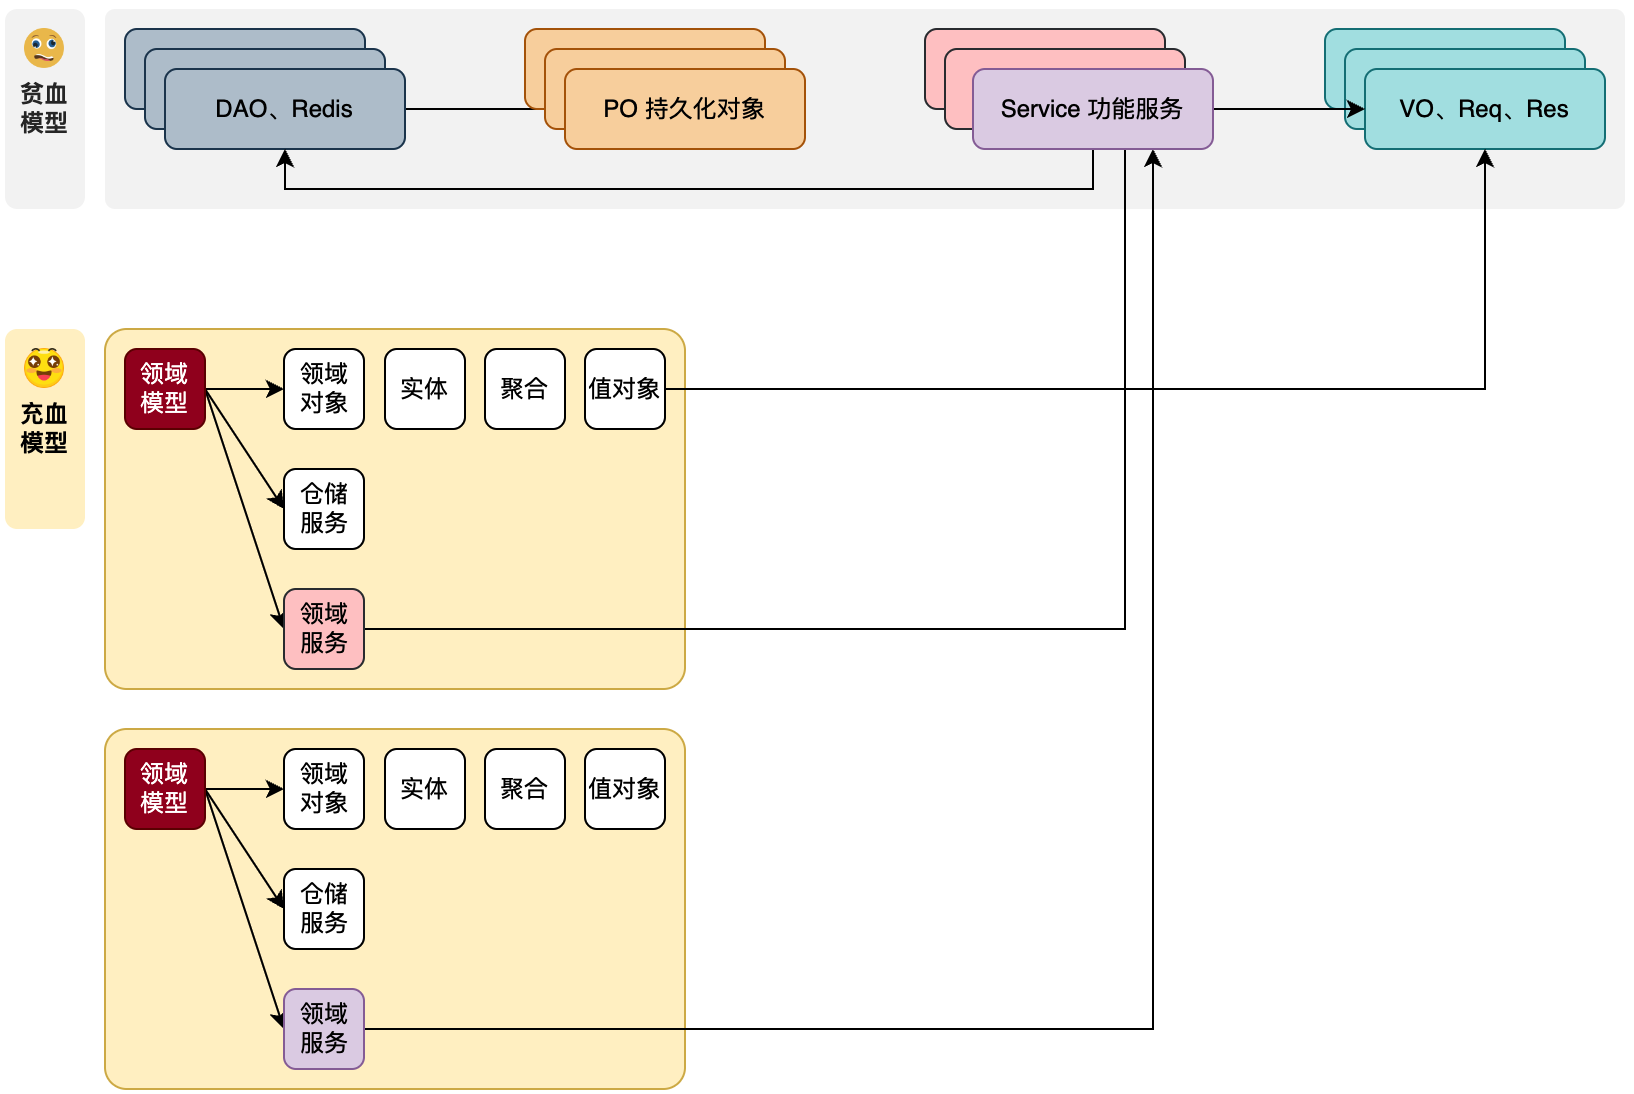 贫血
模型
DAO、Redis
PO 持久化对象
Service 功能服务
VO、Req、Res
充血
模型
领域
模型
领域
对象
实体
聚合
值对象
仓储
服务
领域
服务
领域
模型
领域
对象
实体
聚合
值对象
仓储
服务
领域
服务